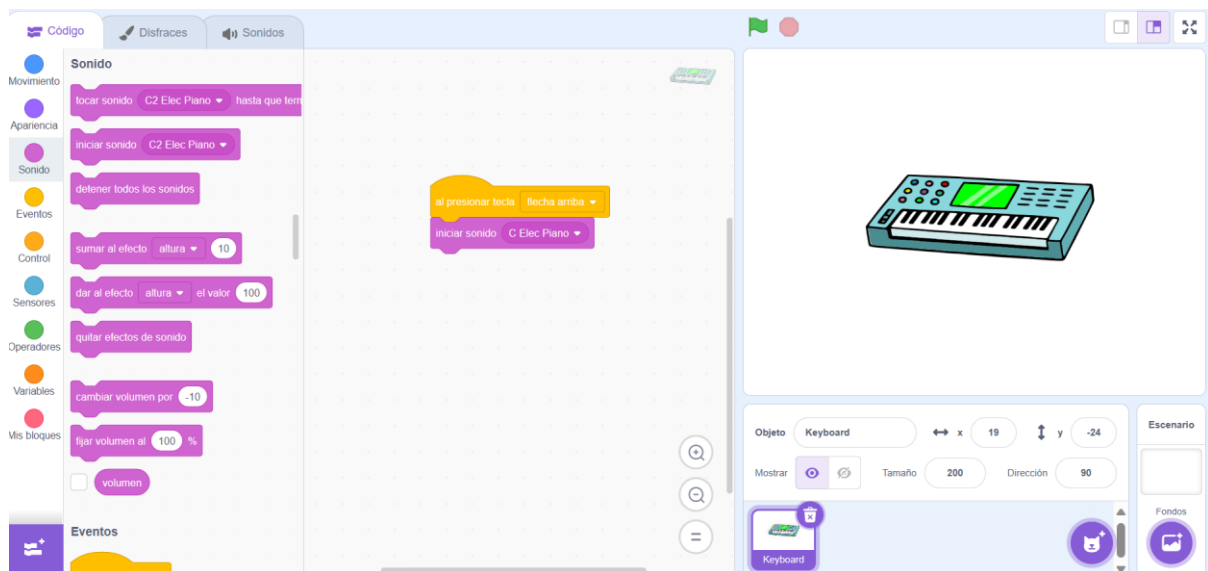 Código
Disfraces
Sonidos
Movimiento
Apariencia
Sonido
Eventos
Control
Sensores
Operadores
Variables
Mis bloques
Sonido
tocar sonido C2 Elec Piano hasta que term
iniciar sonido C2 Elec Piano
detener todos los sonidos
sumar al efecto altura 10
dar al efecto altura el valor 100
quitar efectos de sonido
cambiar volumen por -10
fijar volumen al 100 %
volumen
Eventos
al presionar tecla flecha arriba
iniciar sonido C Elec Piano
Objeto Keyboard x 19 y -24
Mostrar Tamaño 200 Dirección 90
Keyboard
Escenario
Fondos